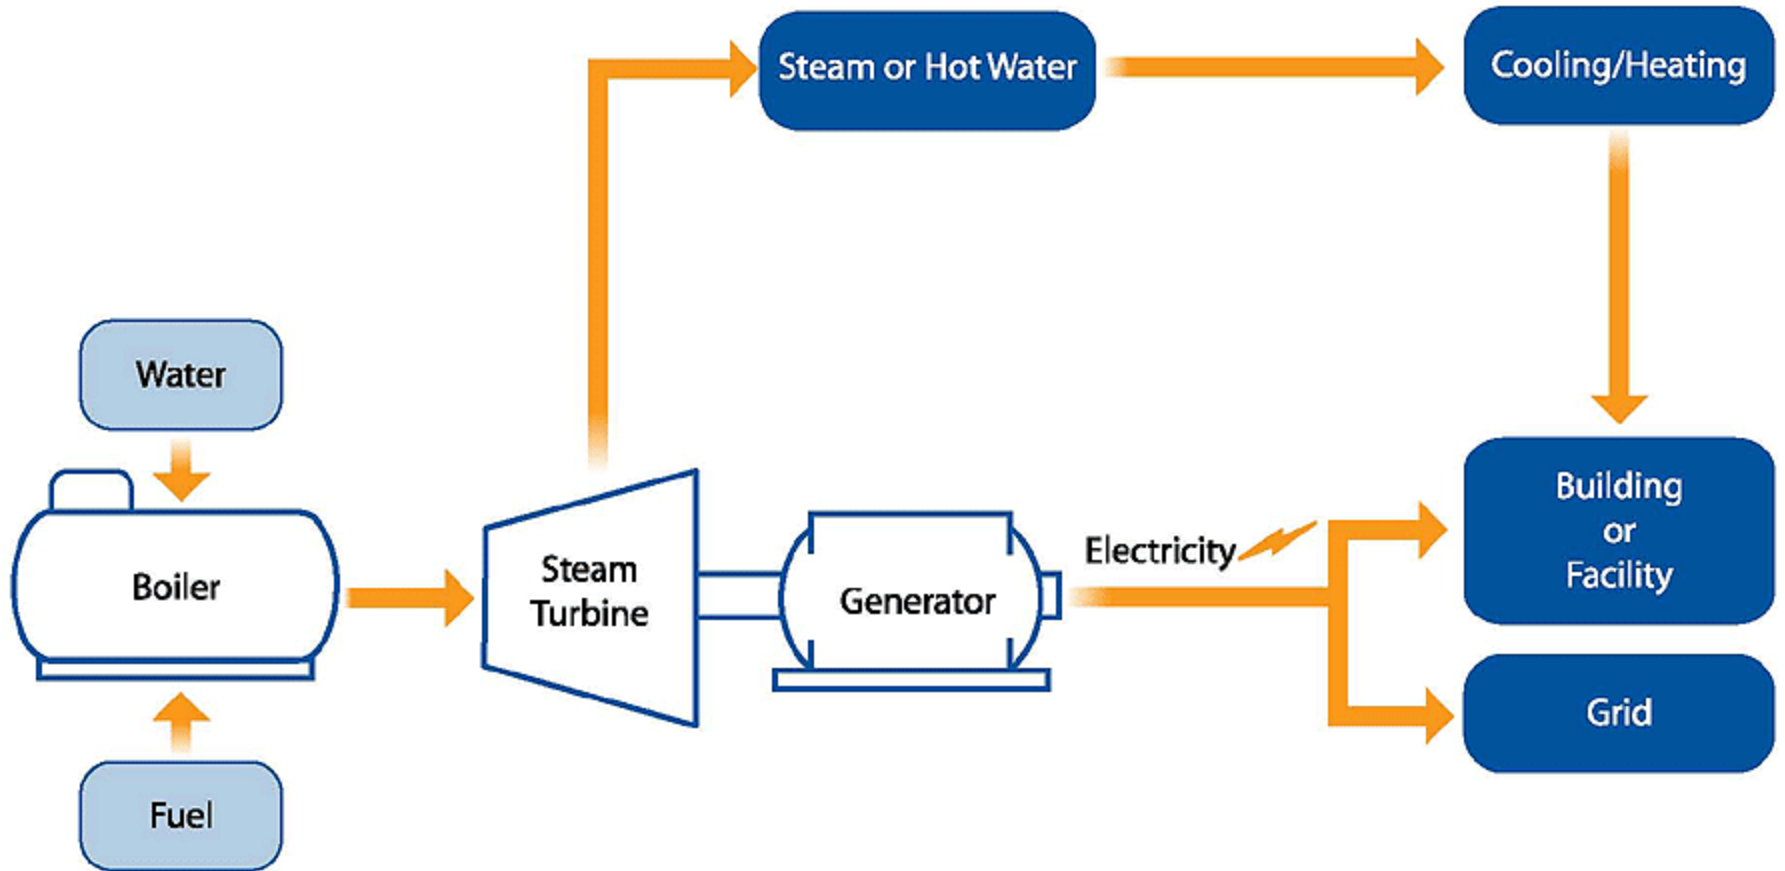 Steam or Hot Water
Cooling/Heating
Water
Boiler
Fuel
Steam
Turbine
Generator
Electricity
Building
or
Facility
Grid